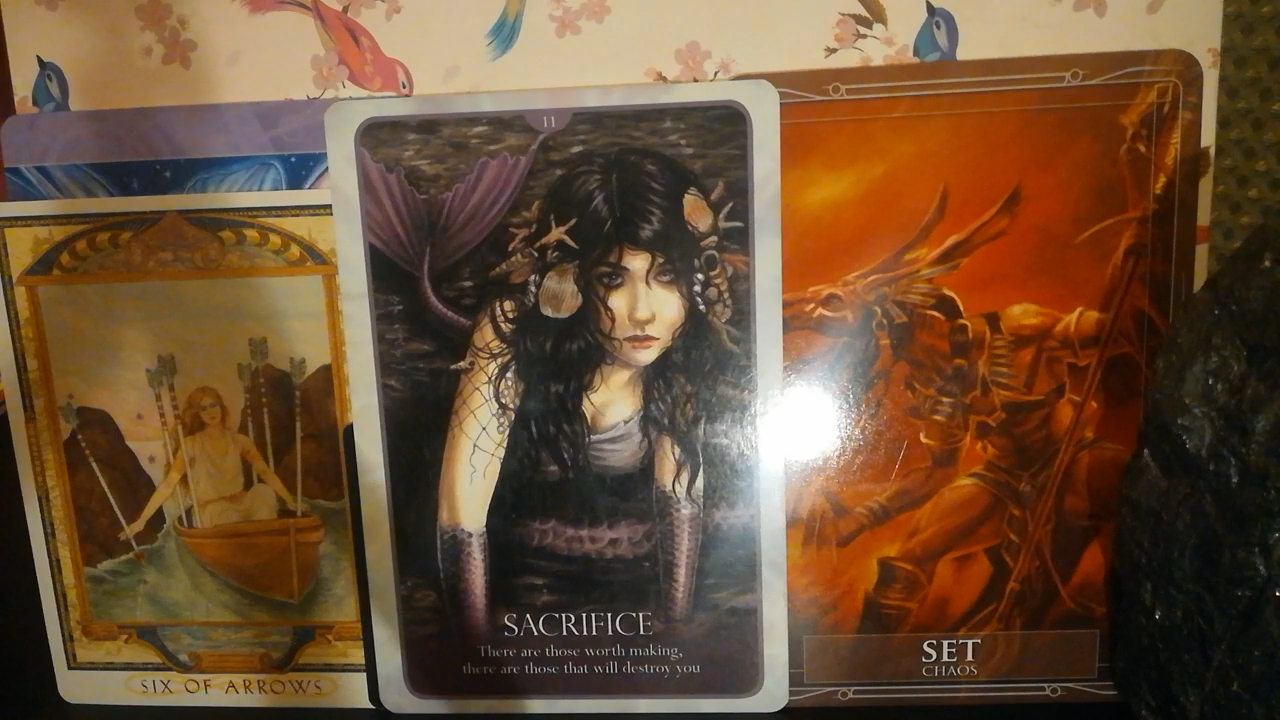 11
SACRIFICE
There are those worth making,
there are those that will destroy you
SIX OF ARROWS
SET
CHAOS